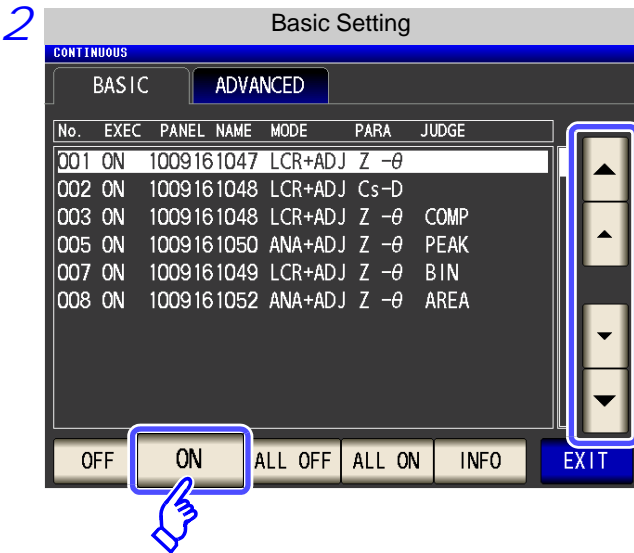 2
Basic Setting
CONTINUOUS
BASIC ADVANCED
No. EXEC PANEL NAME MODE PARA JUDGE
001 ON 1009161047 LCR+ADJ Z -θ
002 ON 1009161048 LCR+ADJ Cs-D
003 ON 1009161048 LCR+ADJ Z -θ COMP
005 ON 1009161050 ANA+ADJ Z -θ PEAK
007 ON 1009161049 LCR+ADJ Z -θ BIN
008 ON 1009161052 ANA+ADJ Z -θ AREA
OFF ON ALL OFF ALL ON INFO EXIT